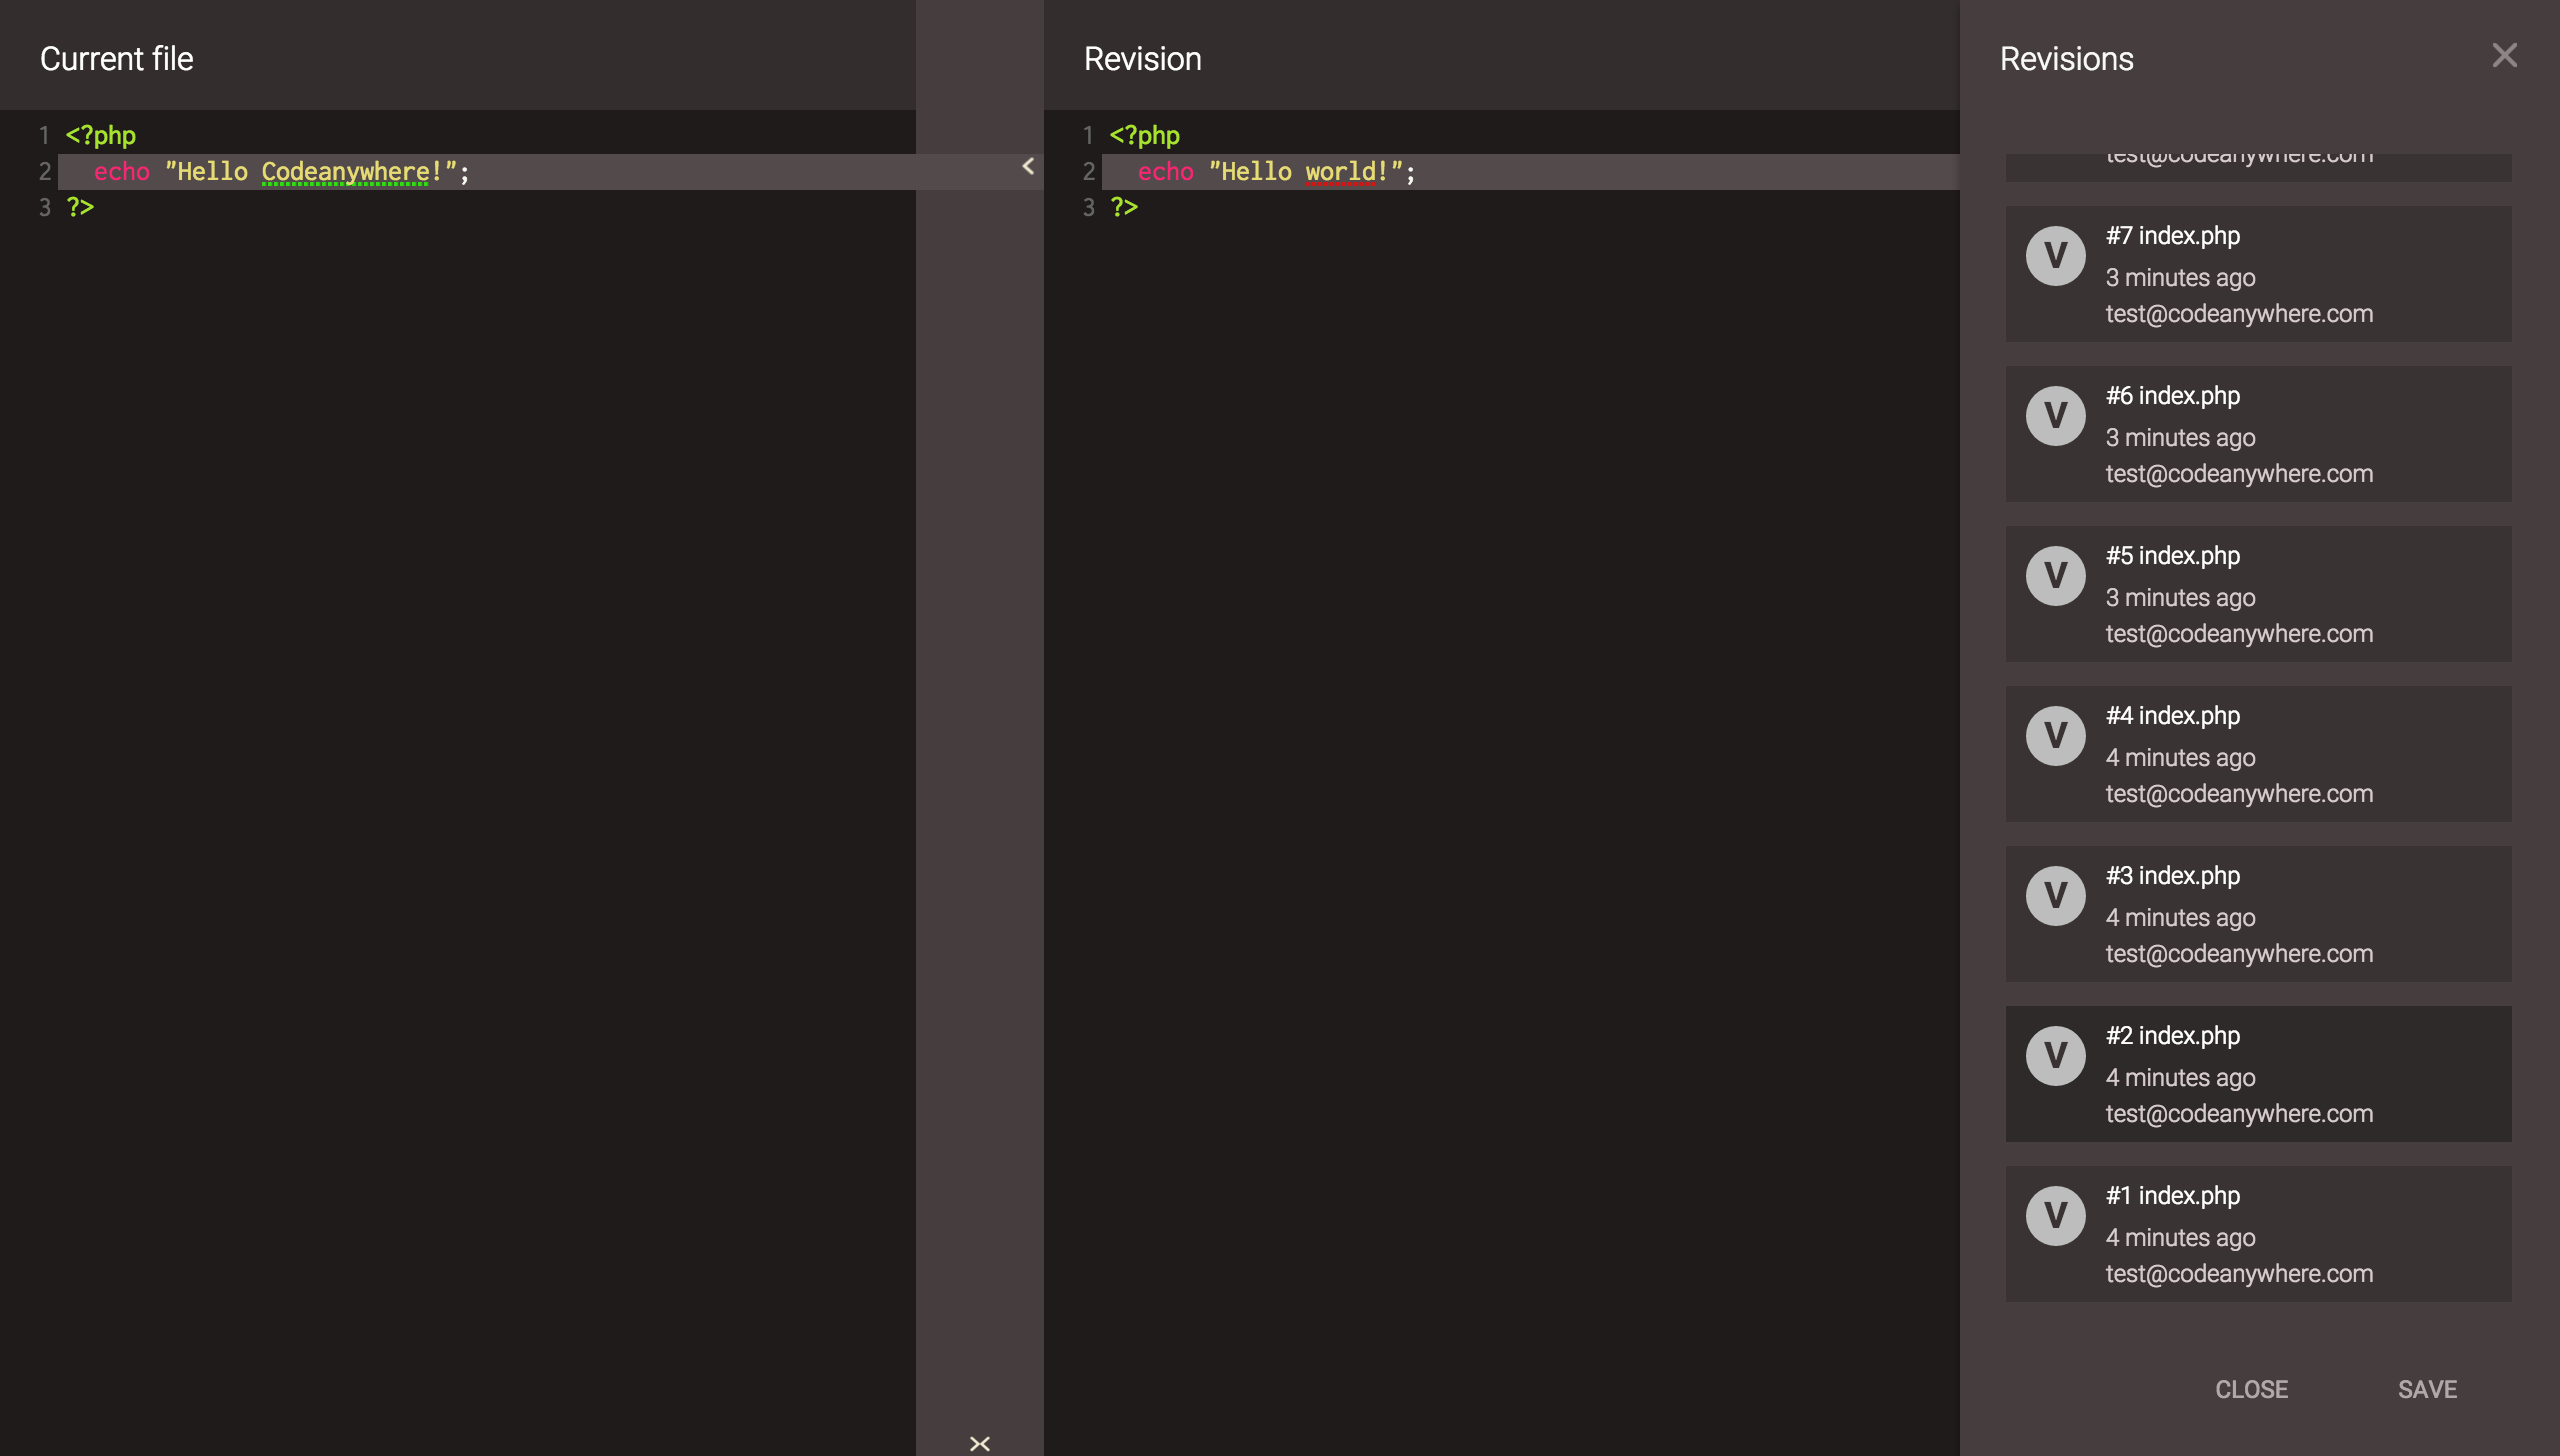 Current file
1 <?php
2   echo "Hello Codeanywhere!";
3 ?>
Revision
1 <?php
2   echo "Hello world!";
3 ?>
Revisions
test@codeanywhere.com
V
#7 index.php
3 minutes ago
test@codeanywhere.com
V
#6 index.php
3 minutes ago
test@codeanywhere.com
V
#5 index.php
3 minutes ago
test@codeanywhere.com
V
#4 index.php
4 minutes ago
test@codeanywhere.com
V
#3 index.php
4 minutes ago
test@codeanywhere.com
V
#2 index.php
4 minutes ago
test@codeanywhere.com
V
#1 index.php
4 minutes ago
test@codeanywhere.com
CLOSE SAVE